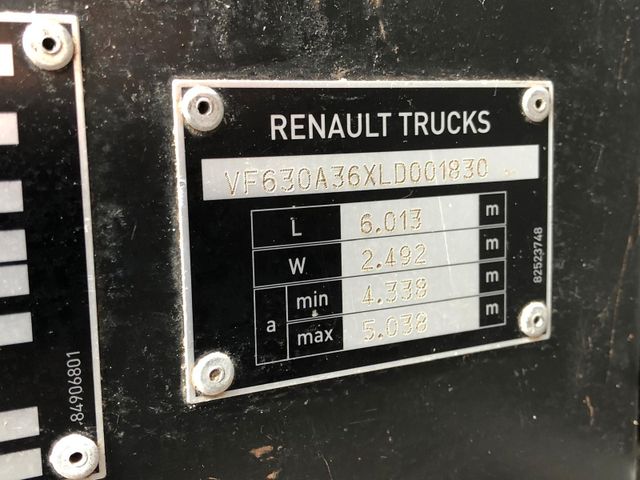 RENAULT TRUCKS
VF630A36XLD001830
L 6.013 m
W 2.492 m
a min 4.338 m
max 5.038 m
82523748
84906801